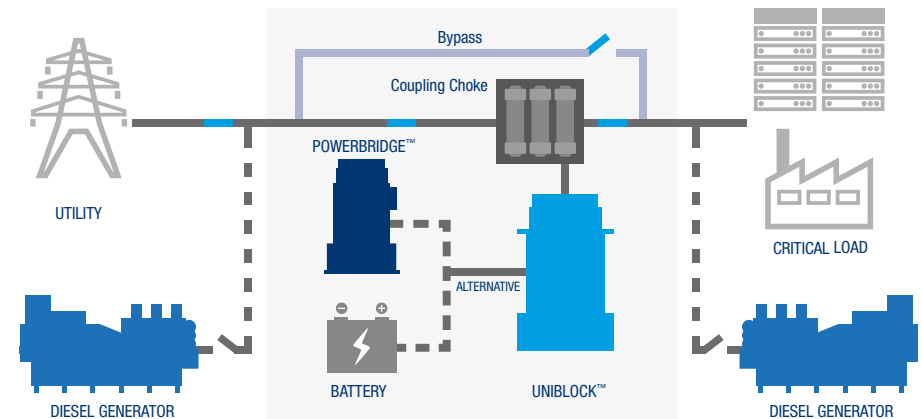 Bypass
Coupling Choke
POWERBRIDGE™
UTILITY
CRITICAL LOAD
ALTERNATIVE
BATTERY
UNIBLOCK™
DIESEL GENERATOR
DIESEL GENERATOR